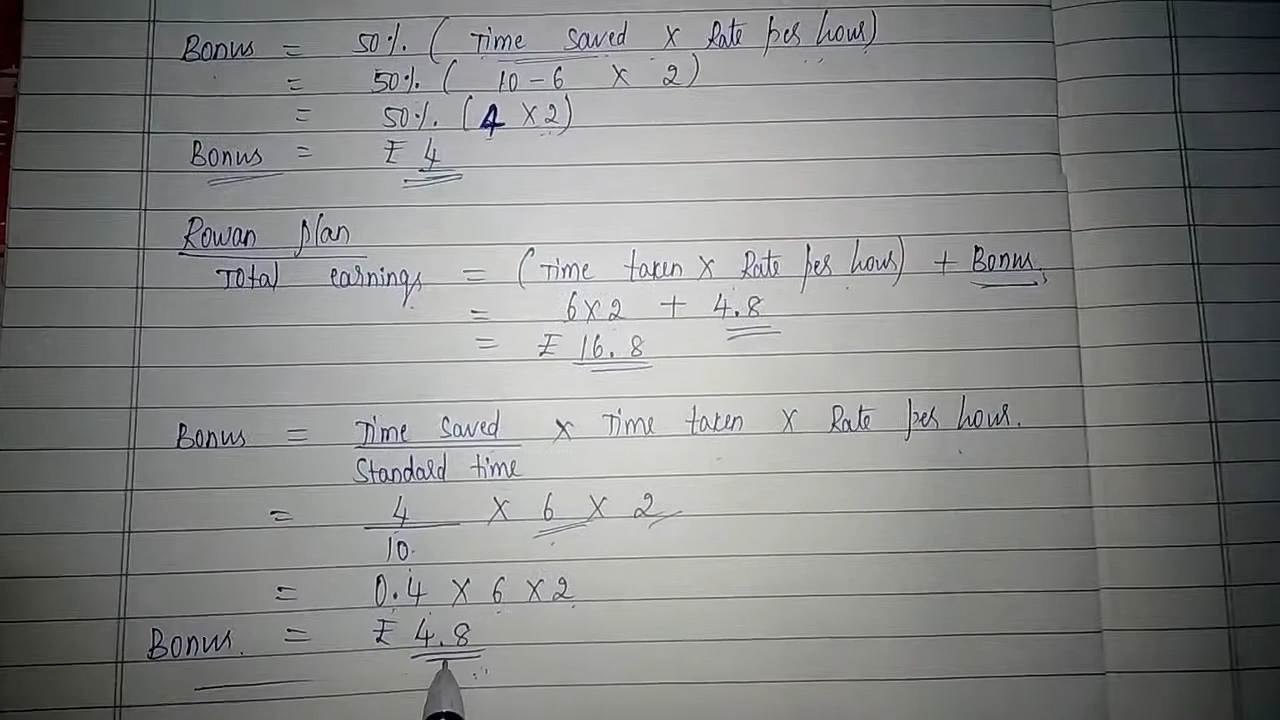 Bonus = 50% ( Time saved × Rate per hour)
= 50% ( 10 - 6 × 2)
= 50% (4 × 2)
Bonus = ₹ 4
Rowan plan
Total earnings = (Time taken × Rate per hour) + Bonus
= 6×2 + 4.8
= ₹ 16.8
Bonus = Time saved × Time taken × Rate per hour.
Standard time
= 4 × 6 × 2
10
= 0.4 × 6 × 2
Bonus = ₹ 4.8